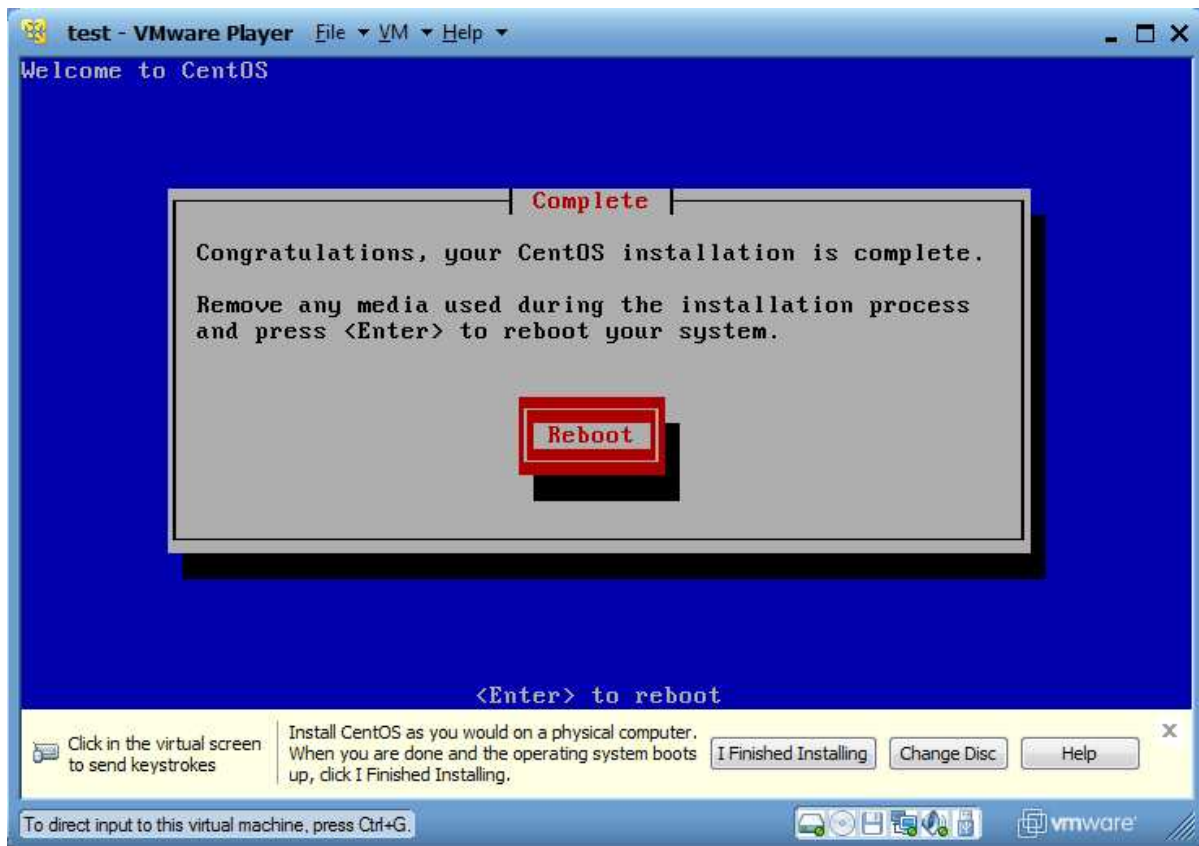 test - VMware Player File VM Help
Welcome to CentOS
Complete
Congratulations, your CentOS installation is complete.
Remove any media used during the installation process
and press <Enter> to reboot your system.
Reboot
<Enter> to reboot
Click in the virtual screen
to send keystrokes
Install CentOS as you would on a physical computer.
When you are done and the operating system boots
up, click I Finished Installing.
I Finished Installing
Change Disc
Help
To direct input to this virtual machine, press Ctrl+G.
vmware